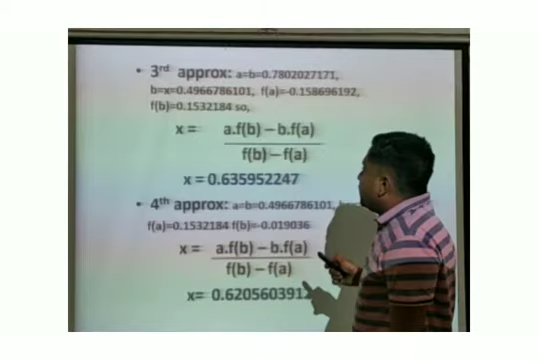 • 3rd approx: a=b=0.7802027171,
b=x=0.4966786101, f(a)=-0.158696192,
f(b)=0.1532184 so,
x = a.f(b) – b.f(a)
f(b) – f(a)
x = 0.635952247
• 4th approx: a=b=0.4966786101,
f(a)=0.1532184 f(b)=-0.019036
x = a.f(b) – b.f(a)
f(b) – f(a)
x= 0.6205603912